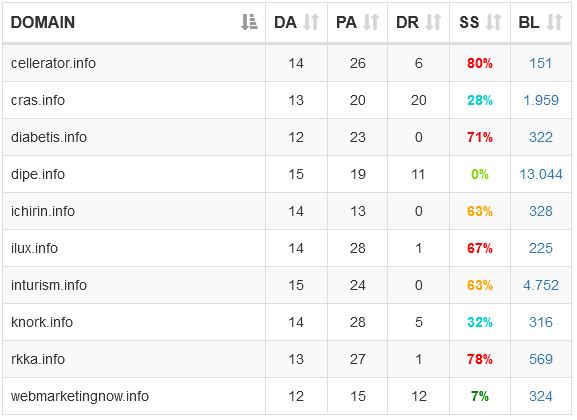 DOMAIN DA PA DR SS BL
cellerator.info 14 26 6 80% 151
cras.info 13 20 20 28% 1.959
diabetis.info 12 23 0 71% 322
dipe.info 15 19 11 0% 13.044
ichirin.info 14 13 0 63% 328
ilux.info 14 28 1 67% 225
inturism.info 15 24 0 63% 4.752
knork.info 14 28 5 32% 316
rkka.info 13 27 1 78% 569
webmarketingnow.info 12 15 12 7% 324